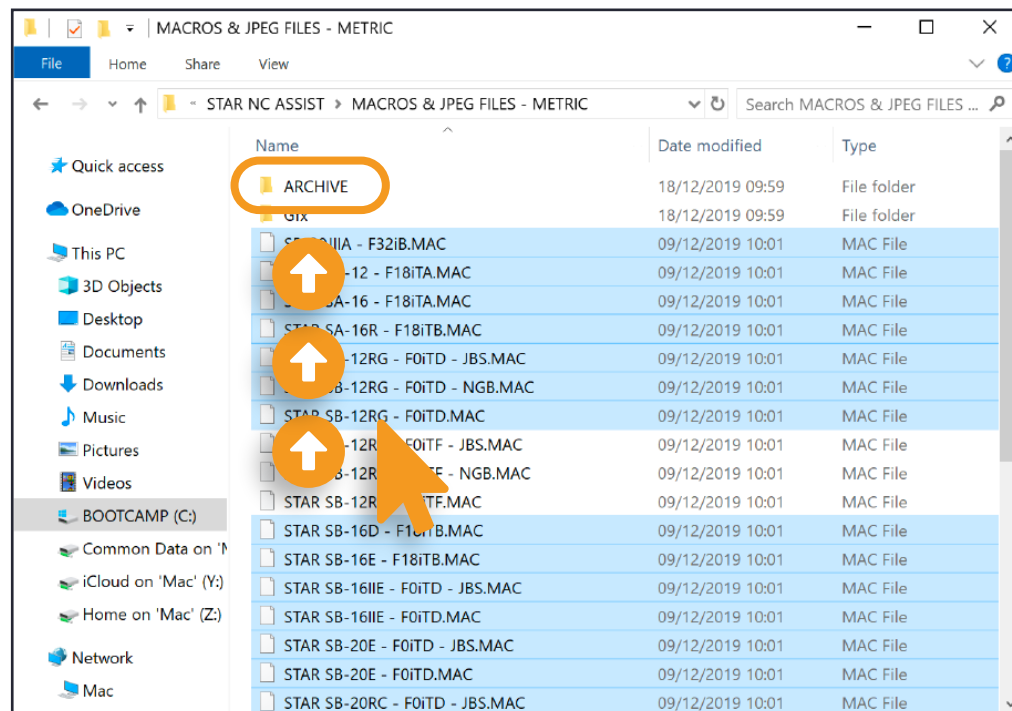 MACROS & JPEG FILES - METRIC
File Home Share View
STAR NC ASSIST > MACROS & JPEG FILES - METRIC
Search MACROS & JPEG FILES ...
Name Date modified Type
Quick access
OneDrive
This PC
3D Objects
Desktop
Documents
Downloads
Music
Pictures
Videos
BOOTCAMP (C:)
Common Data on 'M
iCloud on 'Mac' (Y:)
Home on 'Mac' (Z:)
Network
Mac
ARCHIVE 18/12/2019 09:59 File folder
Gfx 18/12/2019 09:59 File folder
F32iB.MAC 09/12/2019 10:01 MAC File
-12 - F18iTA.MAC 09/12/2019 10:01 MAC File
SA-16 - F18iTA.MAC 09/12/2019 10:01 MAC File
STAR SA-16R - F18iTB.MAC 09/12/2019 10:01 MAC File
-12RG - F0iTD - JBS.MAC 09/12/2019 10:01 MAC File
SB-12RG - F0iTD - NGB.MAC 09/12/2019 10:01 MAC File
STAR SB-12RG - F0iTD.MAC 09/12/2019 10:01 MAC File
-12R F0iTF - JBS.MAC 09/12/2019 10:01 MAC File
B-12R - NGB.MAC 09/12/2019 10:01 MAC File
STAR SB-12R TF.MAC 09/12/2019 10:01 MAC File
STAR SB-16D - F18iTB.MAC 09/12/2019 10:01 MAC File
STAR SB-16E - F18iTB.MAC 09/12/2019 10:01 MAC File
STAR SB-16IIE - F0iTD - JBS.MAC 09/12/2019 10:01 MAC File
STAR SB-16IIE - F0iTD.MAC 09/12/2019 10:01 MAC File
STAR SB-20E - F0iTD - JBS.MAC 09/12/2019 10:01 MAC File
STAR SB-20E - F0iTD.MAC 09/12/2019 10:01 MAC File
STAR SB-20RC - F0iTD - JBS.MAC 09/12/2019 10:01 MAC File